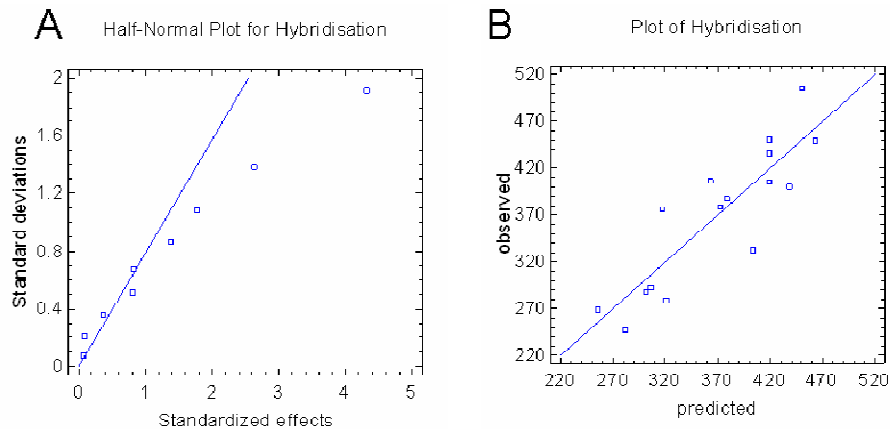 A
Half-Normal Plot for Hybridisation
Standard deviations
2
1.6
1.2
0.8
0.4
0
0 1 2 3 4 5
Standardized effects
B
Plot of Hybridisation
observed
520
470
420
370
320
270
220
220 270 320 370 420 470 520
predicted